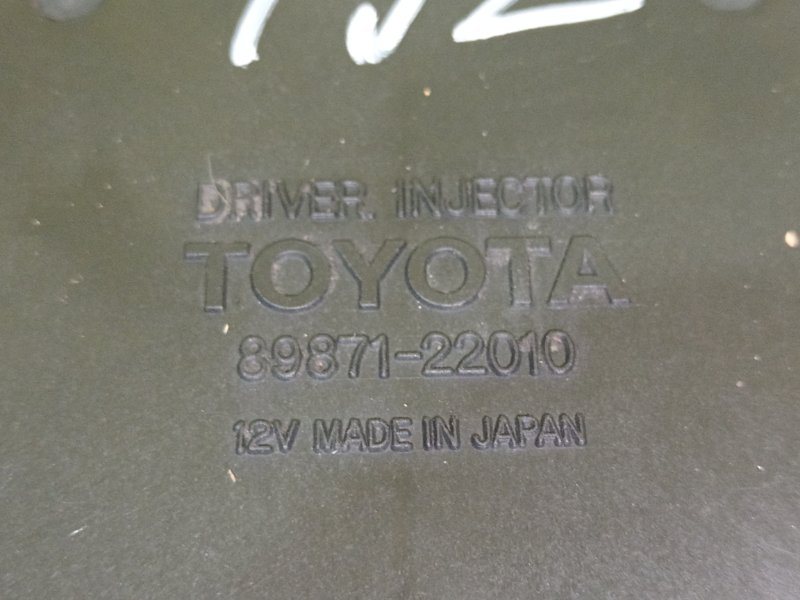 DRIVER. INJECTOR
TOYOTA
89871-22010
12V MADE IN JAPAN